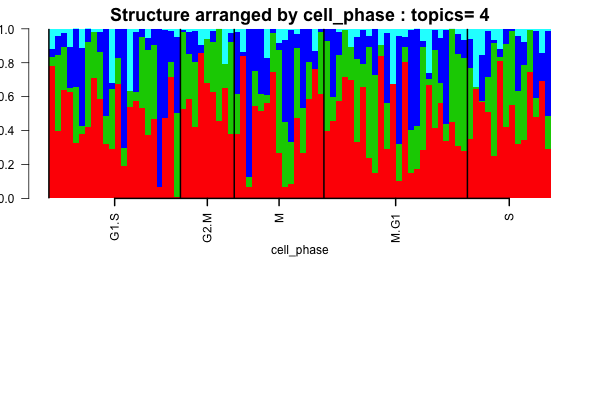 Structure arranged by cell_phase : topics= 4
1.0
0.8
0.6
0.4
0.2
0.0
G1.S
G2.M
M
M.G1
S
cell_phase